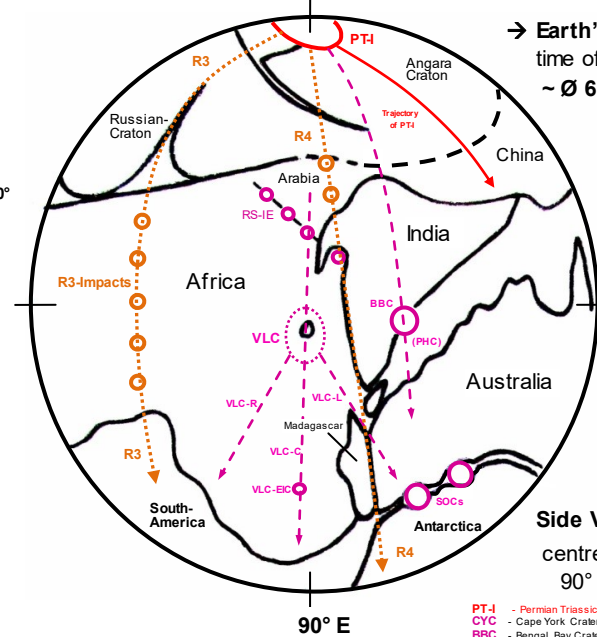 → Earth'
time of
~ Ø 6
PT-I
R3
Angara
Craton
Russian-
Craton
Trajectory
of PT-I
R4
China
Arabia
0°
RS-IE
India
Africa
R3-Impacts
BBC
(PHC)
VLC
Australia
VLC-R
VLC-L
Madagascar
VLC-C
R3
VLC-EIC
SOCs
South-
America
Antarctica
Side V
centre
R4
90°
90° E
PT-I - Permian Triassic
CYC - Cape York Crater
BBC - Bengal Bay Crate